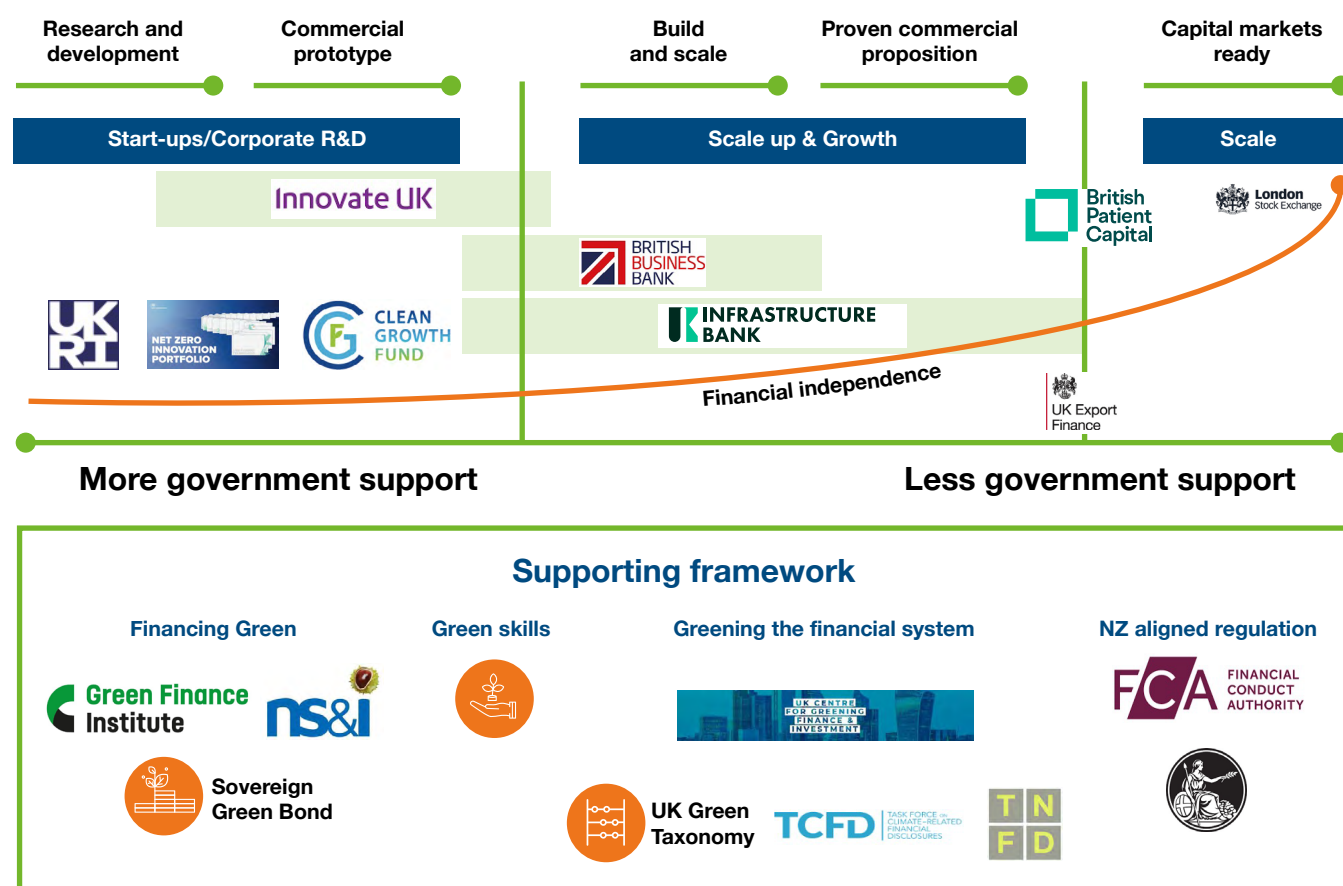 Research and
development
Commercial
prototype
Build
and scale
Proven commercial
proposition
Capital markets
ready
Start-ups/Corporate R&D
Scale up & Growth
Scale
Innovate UK
British
Patient
Capital
London
Stock Exchange
BRITISH
BUSINESS
BANK
UK
RI
NET ZERO
INNOVATION
PORTFOLIO
CLEAN
GROWTH
FUND
UK INFRASTRUCTURE
BANK
Financial independence
UK Export
Finance
More government support
Less government support
Supporting framework
Financing Green
Green skills
Greening the financial system
NZ aligned regulation
Green Finance
Institute
ns&i
UK CENTRE
FOR GREENING
FINANCE &
INVESTMENT
FCA
FINANCIAL
CONDUCT
AUTHORITY
Sovereign
Green Bond
UK Green
Taxonomy
TCFD
TASK FORCE ON
CLIMATE-RELATED
FINANCIAL
DISCLOSURES
TN
FD